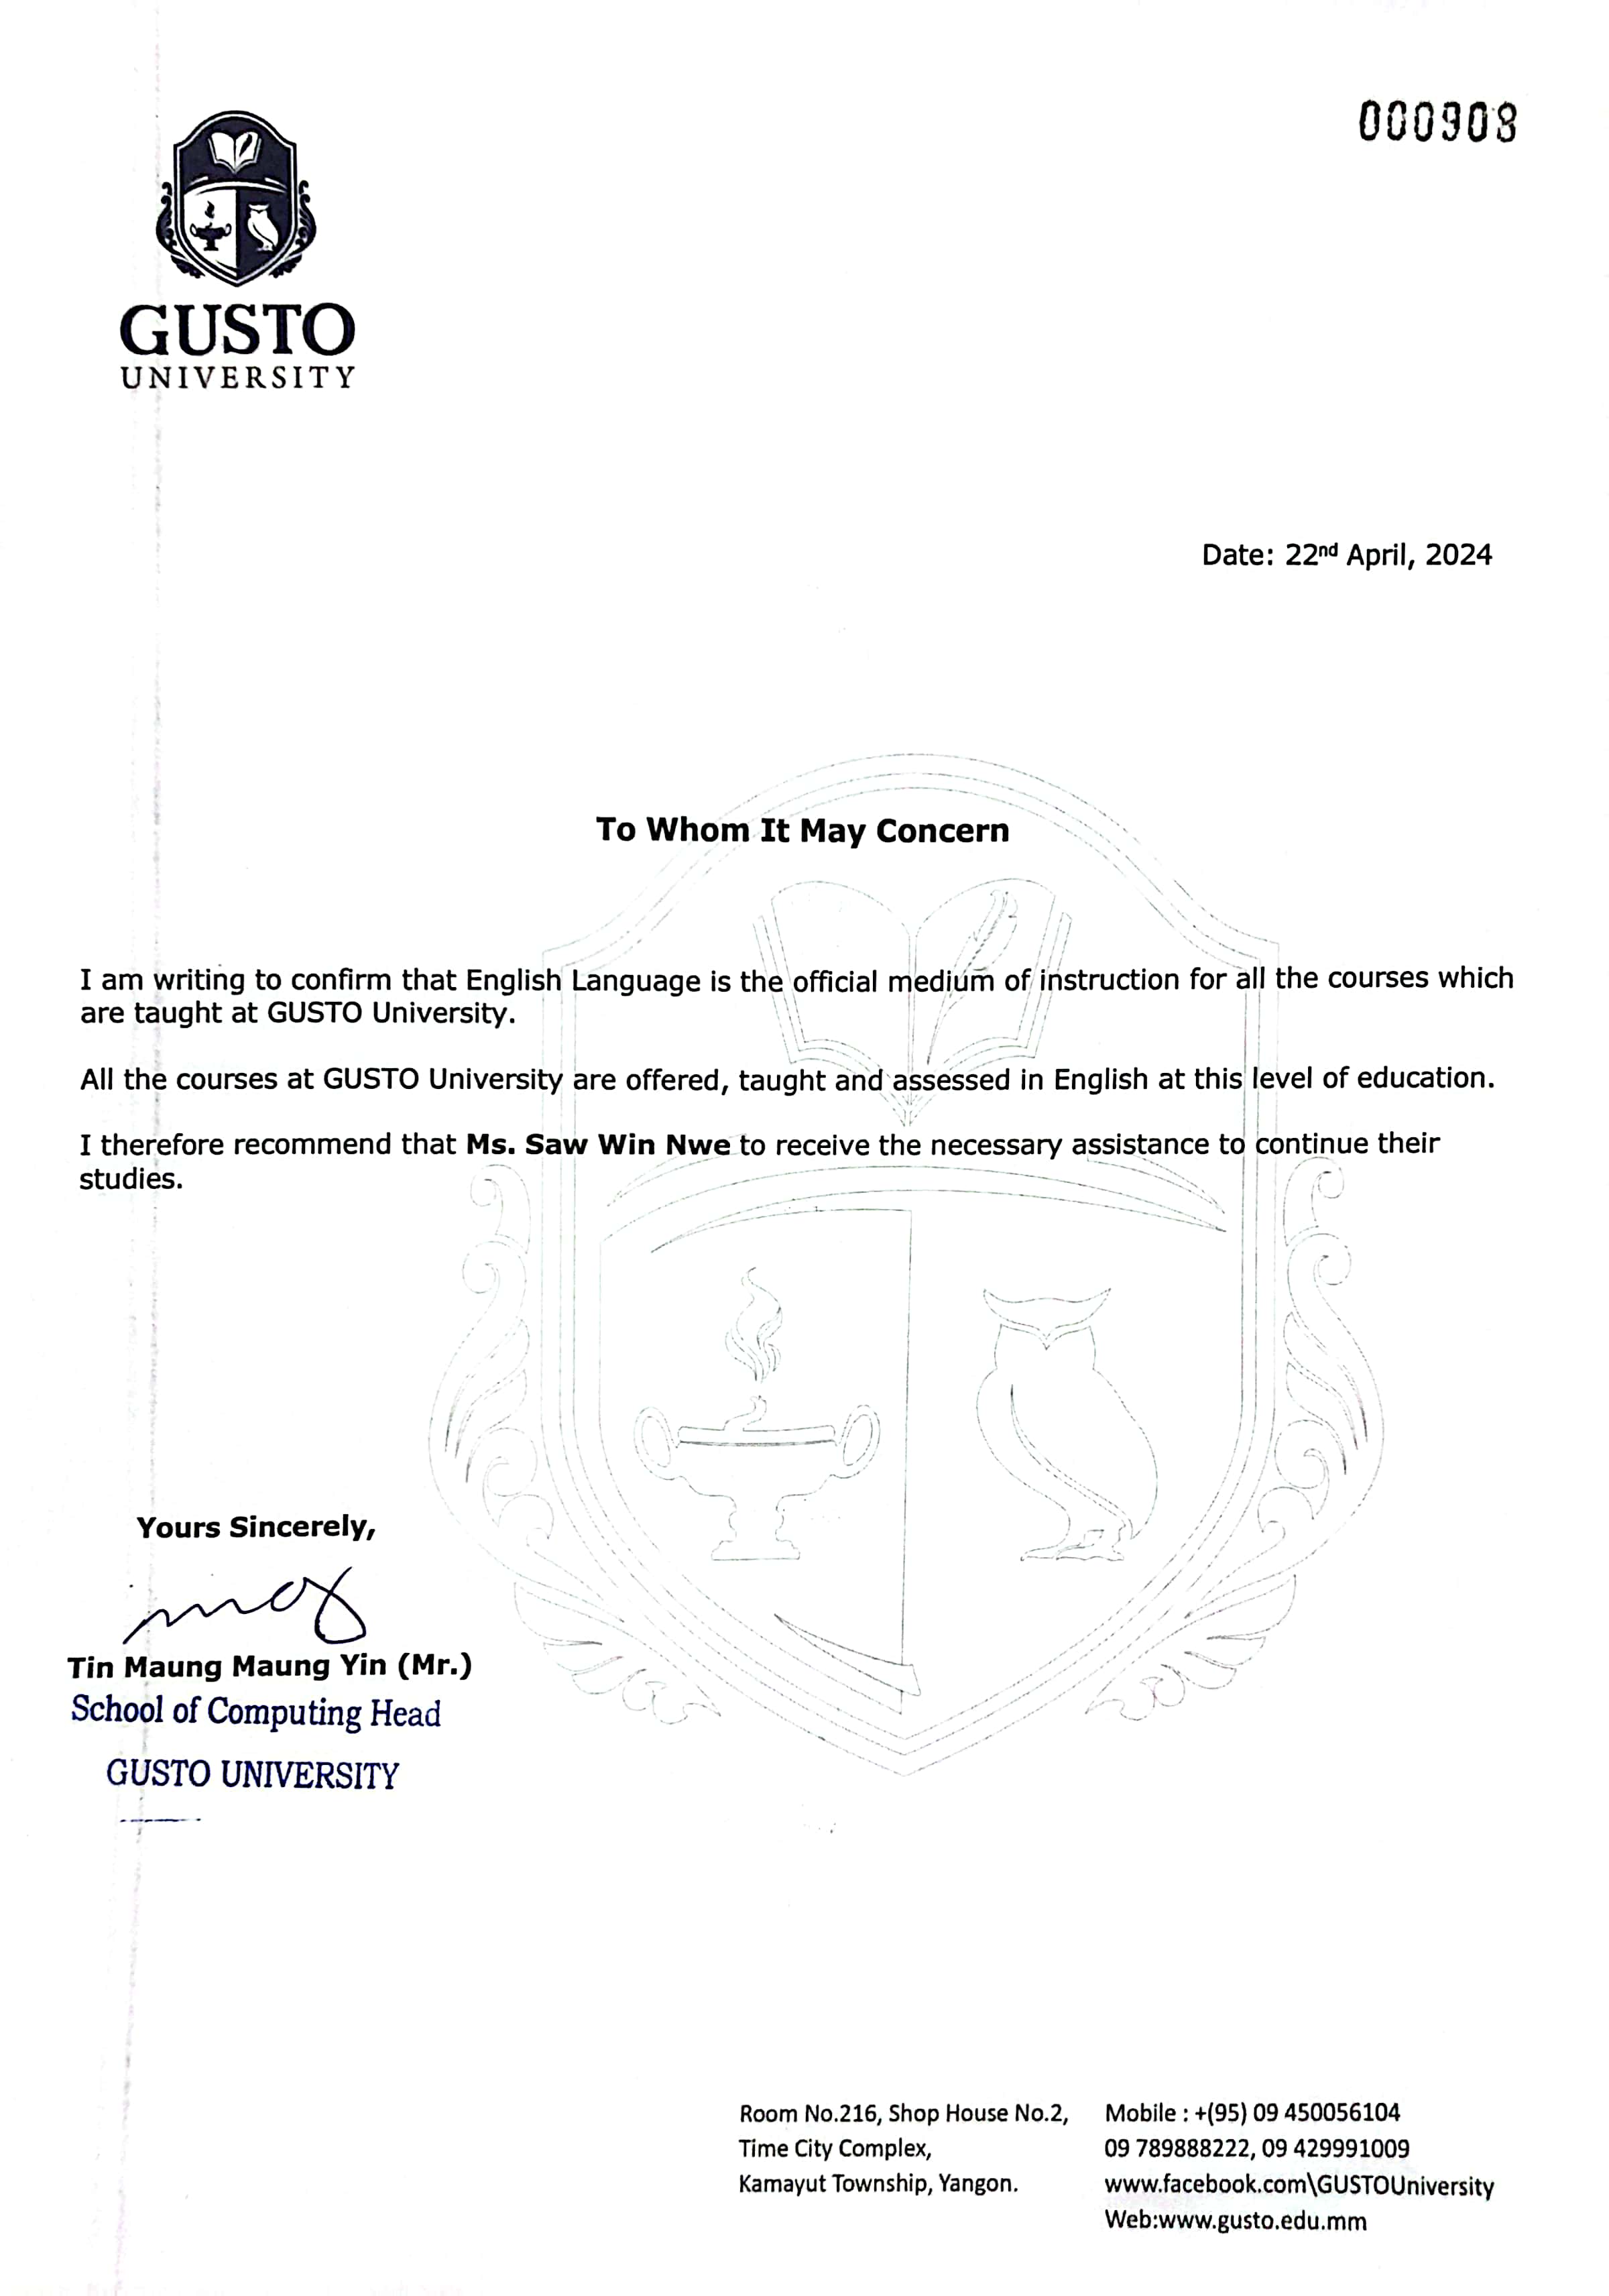 000908
GUSTO
UNIVERSITY
Date: 22nd April, 2024
To Whom It May Concern
I am writing to confirm that English Language is the official medium of instruction for all the courses which
are taught at GUSTO University.
All the courses at GUSTO University are offered, taught and assessed in English at this level of education.
I therefore recommend that Ms. Saw Win Nwe to receive the necessary assistance to continue their
studies.
Yours Sincerely,
Tin Maung Maung Yin (Mr.)
School of Computing Head
GUSTO UNIVERSITY
Room No.216, Shop House No.2,
Time City Complex,
Kamayut Township, Yangon.
Mobile : +(95) 09 450056104
09 789888222, 09 429991009
www.facebook.com\GUSTOUniversity
Web:www.gusto.edu.mm